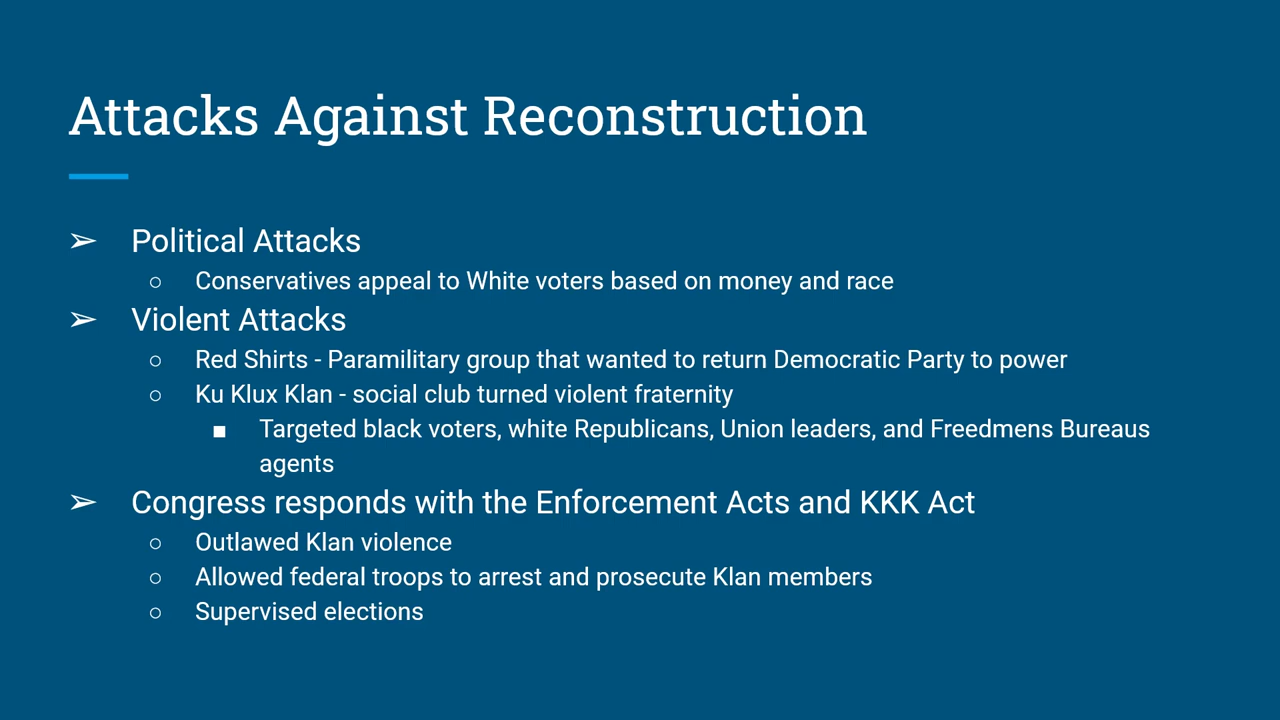 Attacks Against Reconstruction
➢ Political Attacks
○ Conservatives appeal to White voters based on money and race
➢ Violent Attacks
○ Red Shirts - Paramilitary group that wanted to return Democratic Party to power
○ Ku Klux Klan - social club turned violent fraternity
■ Targeted black voters, white Republicans, Union leaders, and Freedmens Bureaus
agents
➢ Congress responds with the Enforcement Acts and KKK Act
○ Outlawed Klan violence
○ Allowed federal troops to arrest and prosecute Klan members
○ Supervised elections